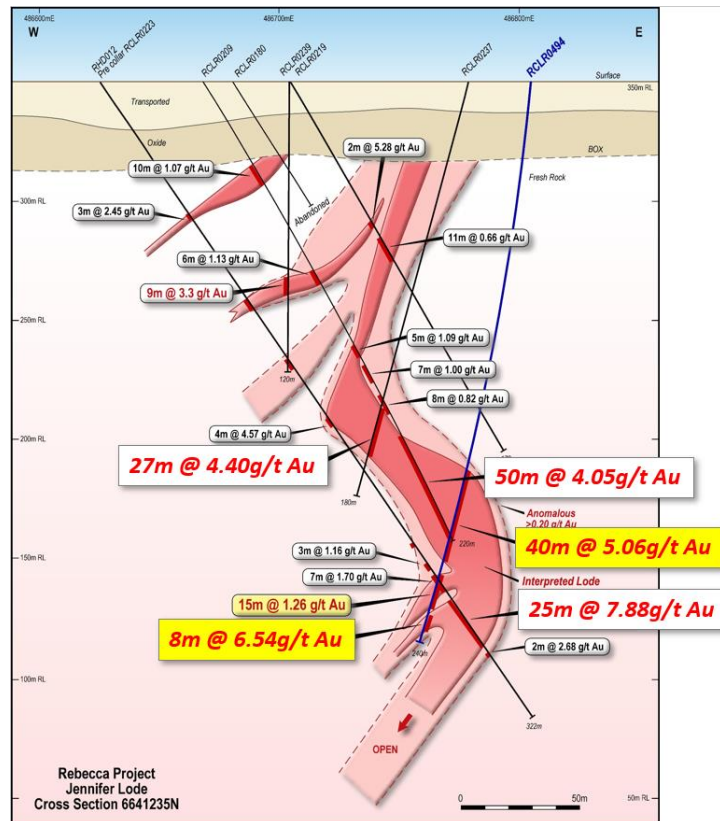 486600mE
486700mE
486800mE
W
E
RHD012
Pre collar RCLR0223
RCLR0209
RCLR0180
RCLR0239
RCLR0219
RCLR0237
RCLR0494
Surface
350m RL
Transported
Oxide
BOX
Fresh Rock
2m @ 5.28 g/t Au
10m @ 1.07 g/t Au
300m RL
Abandoned
3m @ 2.45 g/t Au
11m @ 0.66 g/t Au
6m @ 1.13 g/t Au
9m @ 3.3 g/t Au
250m RL
5m @ 1.09 g/t Au
7m @ 1.00 g/t Au
120m
8m @ 0.82 g/t Au
4m @ 4.57 g/t Au
200m RL
27m @ 4.40g/t Au
50m @ 4.05g/t Au
180m
Anomalous
>0.20 g/t Au
40m @ 5.06g/t Au
220m
3m @ 1.16 g/t Au
150m RL
7m @ 1.70 g/t Au
Interpreted Lode
15m @ 1.26 g/t Au
25m @ 7.88g/t Au
8m @ 6.54g/t Au
2m @ 2.68 g/t Au
240m
100m RL
322m
OPEN
Rebecca Project
Jennifer Lode
Cross Section 6641235N
0
50m
50m RL